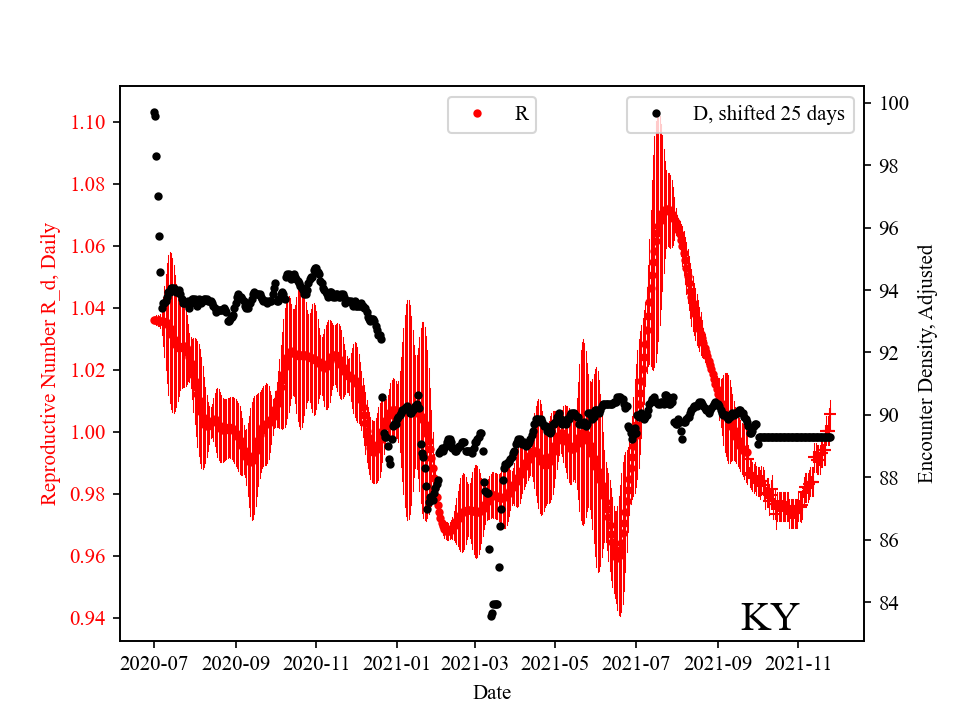 R
D, shifted 25 days
1.10
1.08
1.06
1.04
1.02
1.00
0.98
0.96
0.94
Reproductive Number R_d, Daily
100
98
96
94
92
90
88
86
84
Encounter Density, Adjusted
KY
2020-07 2020-09 2020-11 2021-01 2021-03 2021-05 2021-07 2021-09 2021-11
Date